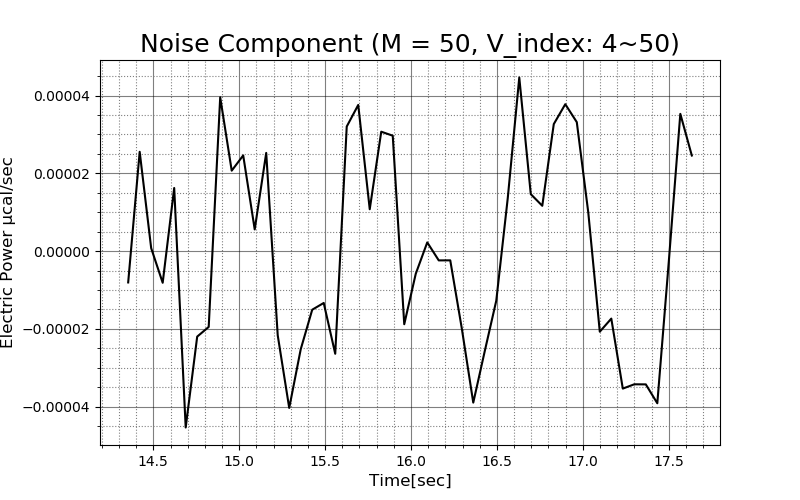 Noise Component (M = 50, V_index: 4~50)
Electric Power μcal/sec
0.00004
0.00002
0.00000
−0.00002
−0.00004
14.5 15.0 15.5 16.0 16.5 17.0 17.5
Time[sec]